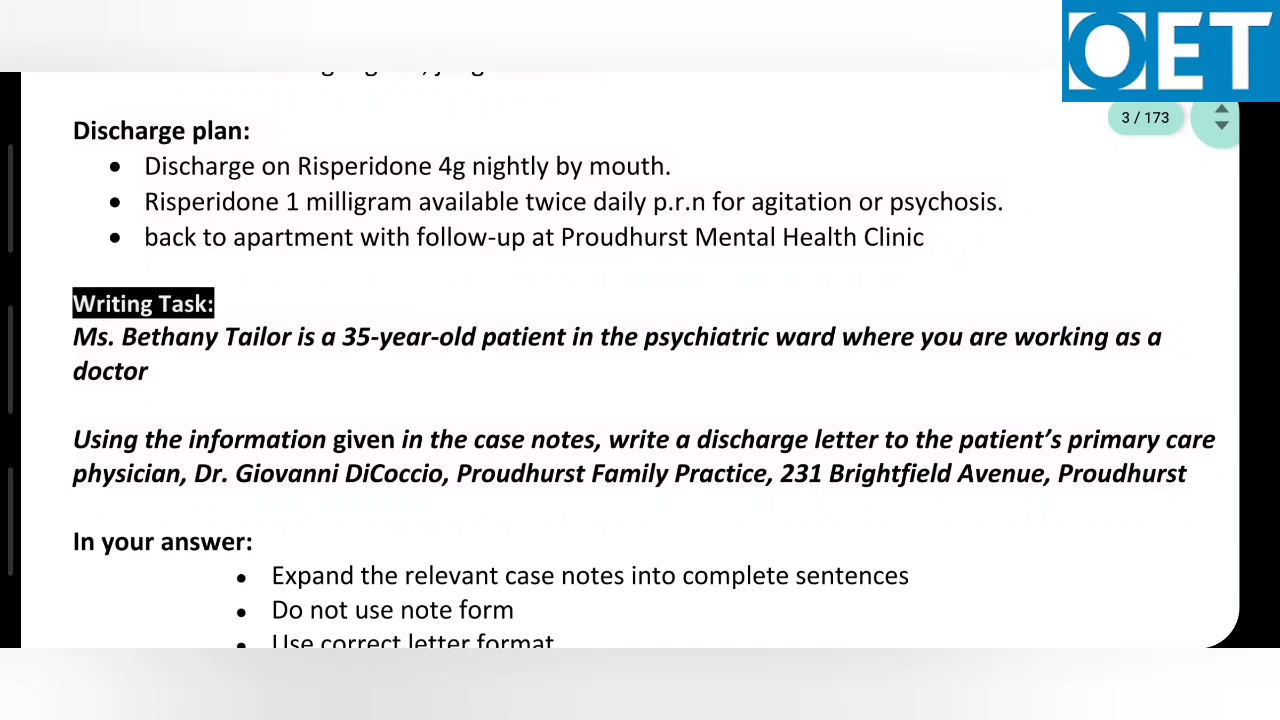 OET
3 / 173
Discharge plan:
• Discharge on Risperidone 4g nightly by mouth.
• Risperidone 1 milligram available twice daily p.r.n for agitation or psychosis.
• back to apartment with follow-up at Proudhurst Mental Health Clinic
Writing Task:
Ms. Bethany Tailor is a 35-year-old patient in the psychiatric ward where you are working as a
doctor
Using the information given in the case notes, write a discharge letter to the patient’s primary care
physician, Dr. Giovanni DiCoccio, Proudhurst Family Practice, 231 Brightfield Avenue, Proudhurst
In your answer:
• Expand the relevant case notes into complete sentences
• Do not use note form
• Use correct letter format